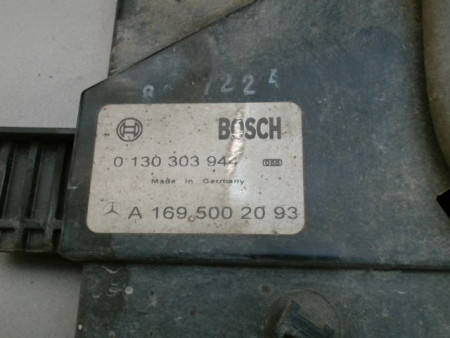 BOSCH
0 130 303 944
Made in Germany
A 169 500 20 93